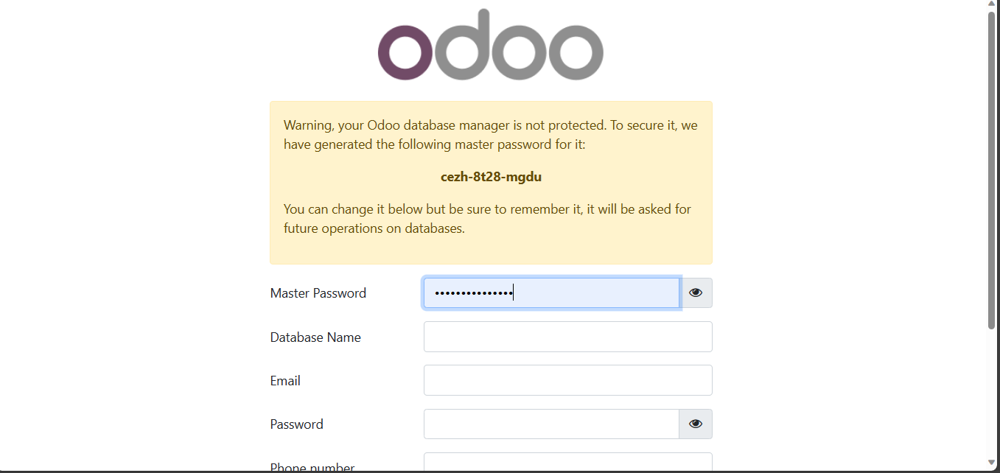 odoo
Warning, your Odoo database manager is not protected. To secure it, we
have generated the following master password for it:
cezh-8t28-mgdu
You can change it below but be sure to remember it, it will be asked for
future operations on databases.
Master Password
Database Name
Email
Password
Phone number